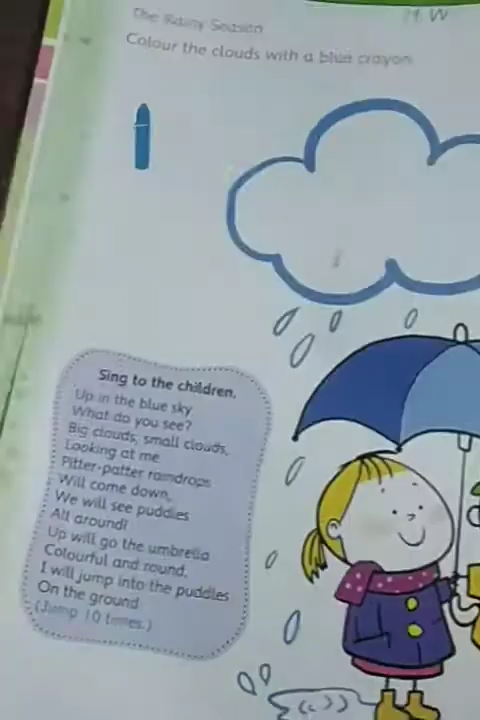 The Rainy Season
H.W
Colour the clouds with a blue crayon
Sing to the children.
Up in the blue sky
What do you see?
Big clouds, small clouds,
Looking at me.
Pitter-patter raindrops
Will come down,
We will see puddles
All around!
Up will go the umbrella
Colourful and round,
I will jump into the puddles
On the ground
(Jump 10 times.)